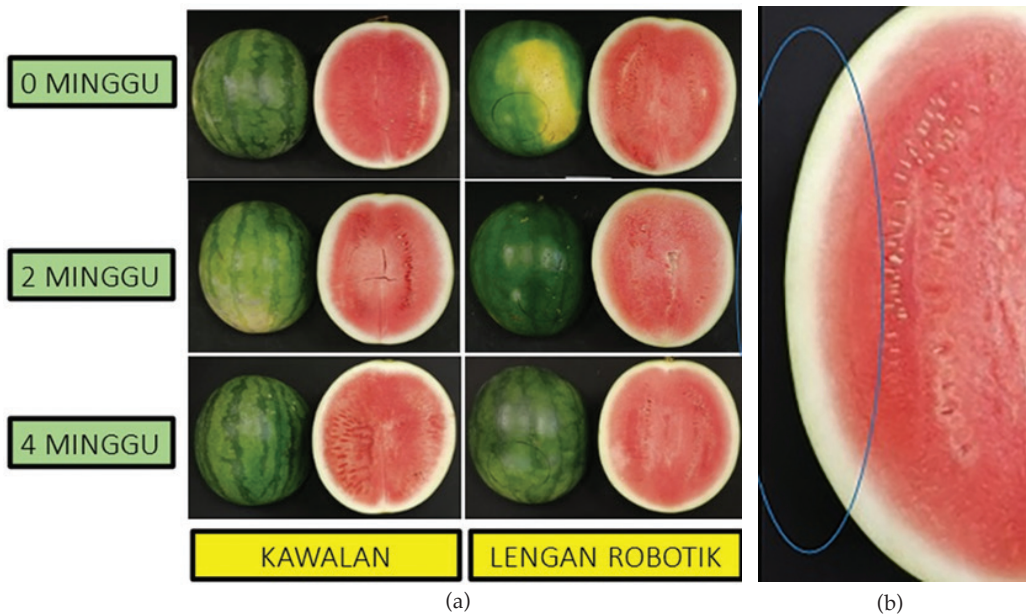 0 MINGGU
2 MINGGU
4 MINGGU
KAWALAN
LENGAN ROBOTIK
(a)
(b)